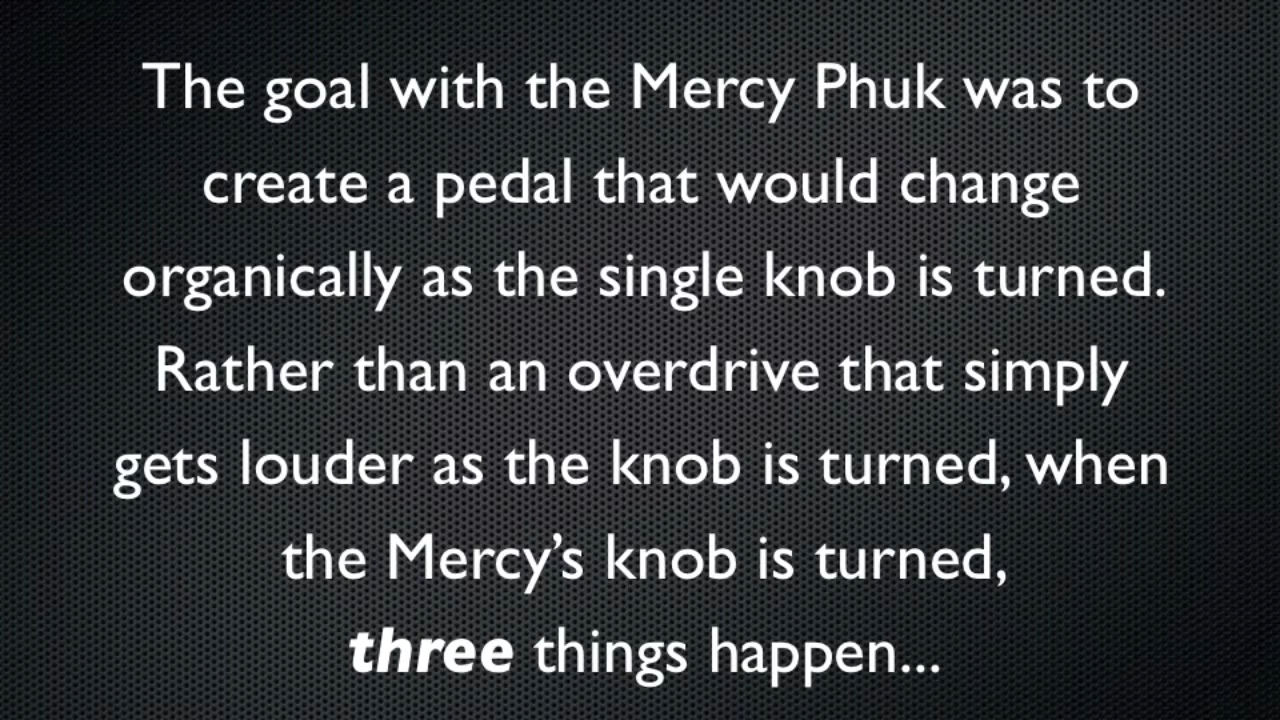 The goal with the Mercy Phuk was to
create a pedal that would change
organically as the single knob is turned.
Rather than an overdrive that simply
gets louder as the knob is turned, when
the Mercy’s knob is turned,
three things happen...